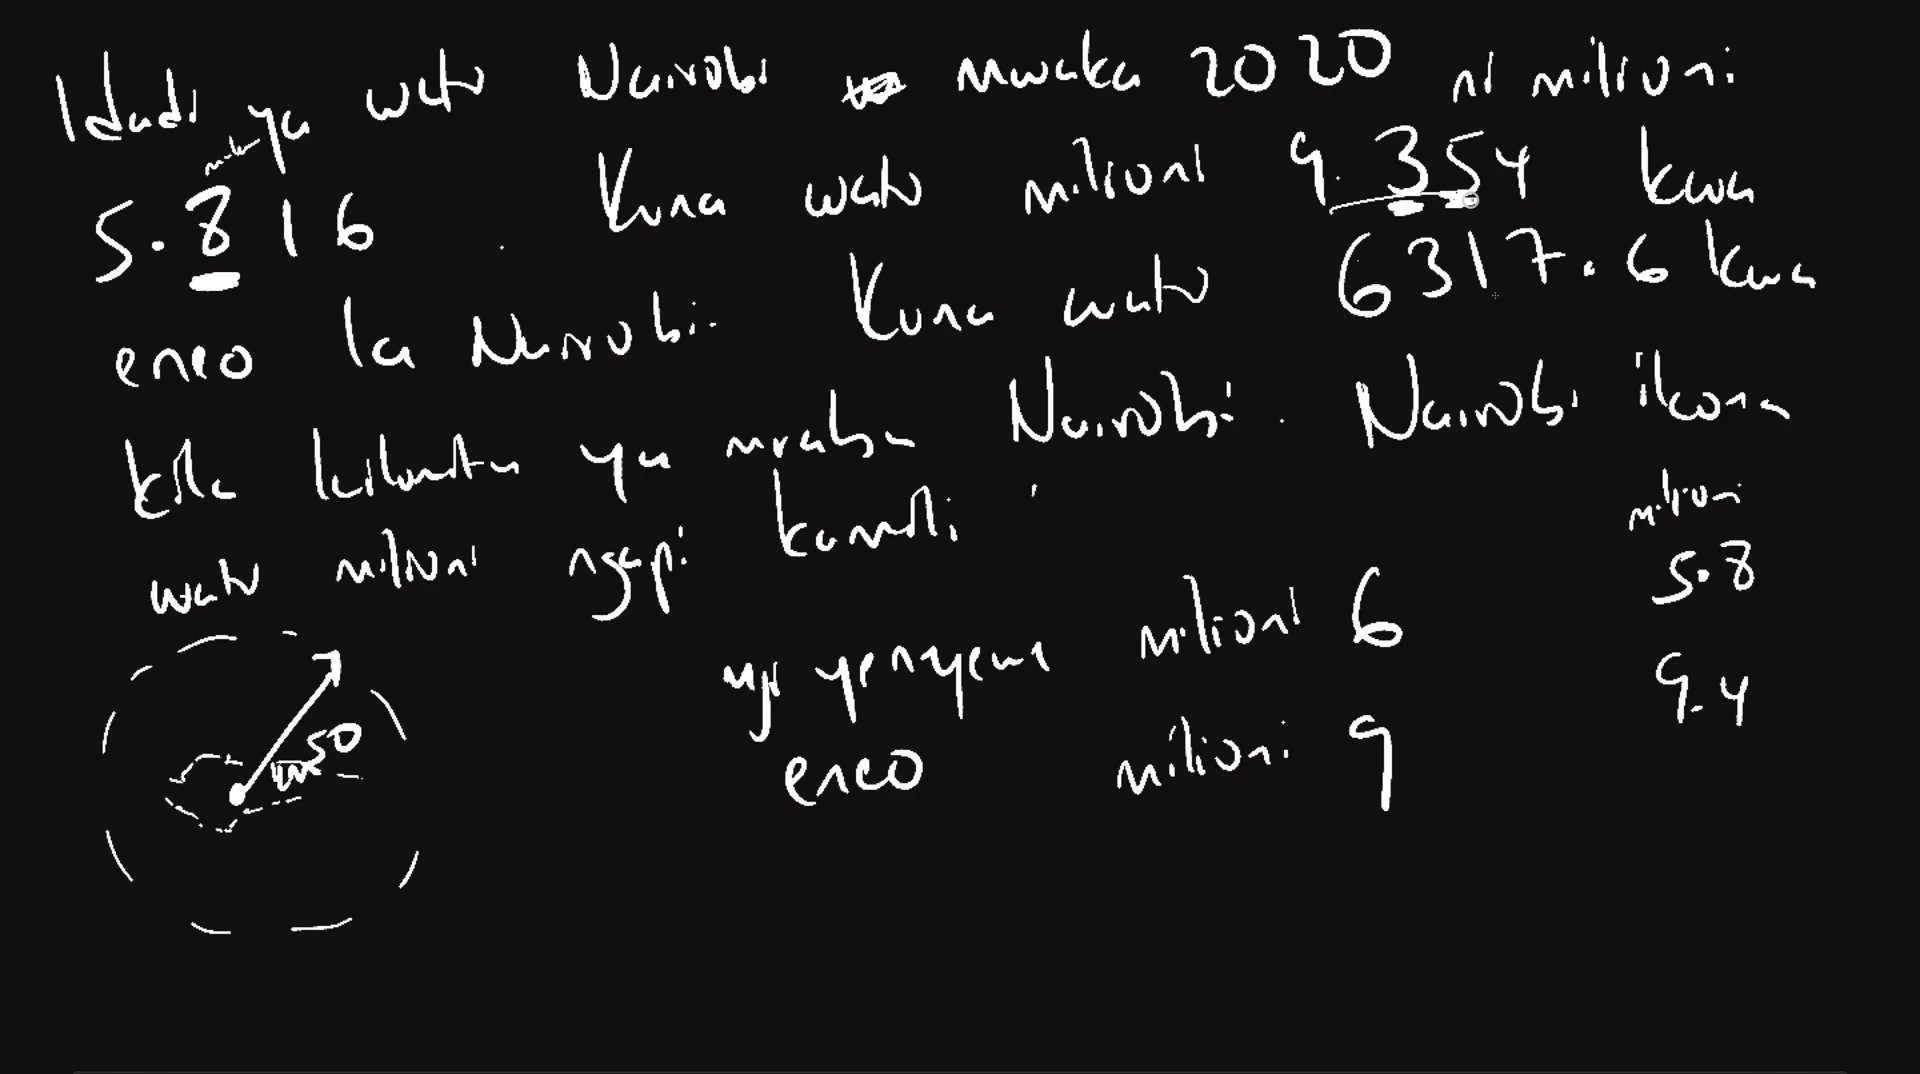 Idadi ya watu Nairobi mwaka 2020 ni milioni
5.816 . Kuna watu milioni 9.354 kwa
eneo la Nairobi. Kuna watu 6317.6 kwa
kila kilomita ya mraba Nairobi. Nairobi ikona
watu milioni ngapi kamili
milioni
5.8
mji yenyewe milioni 6
9.4
eneo milioni 9
50
km